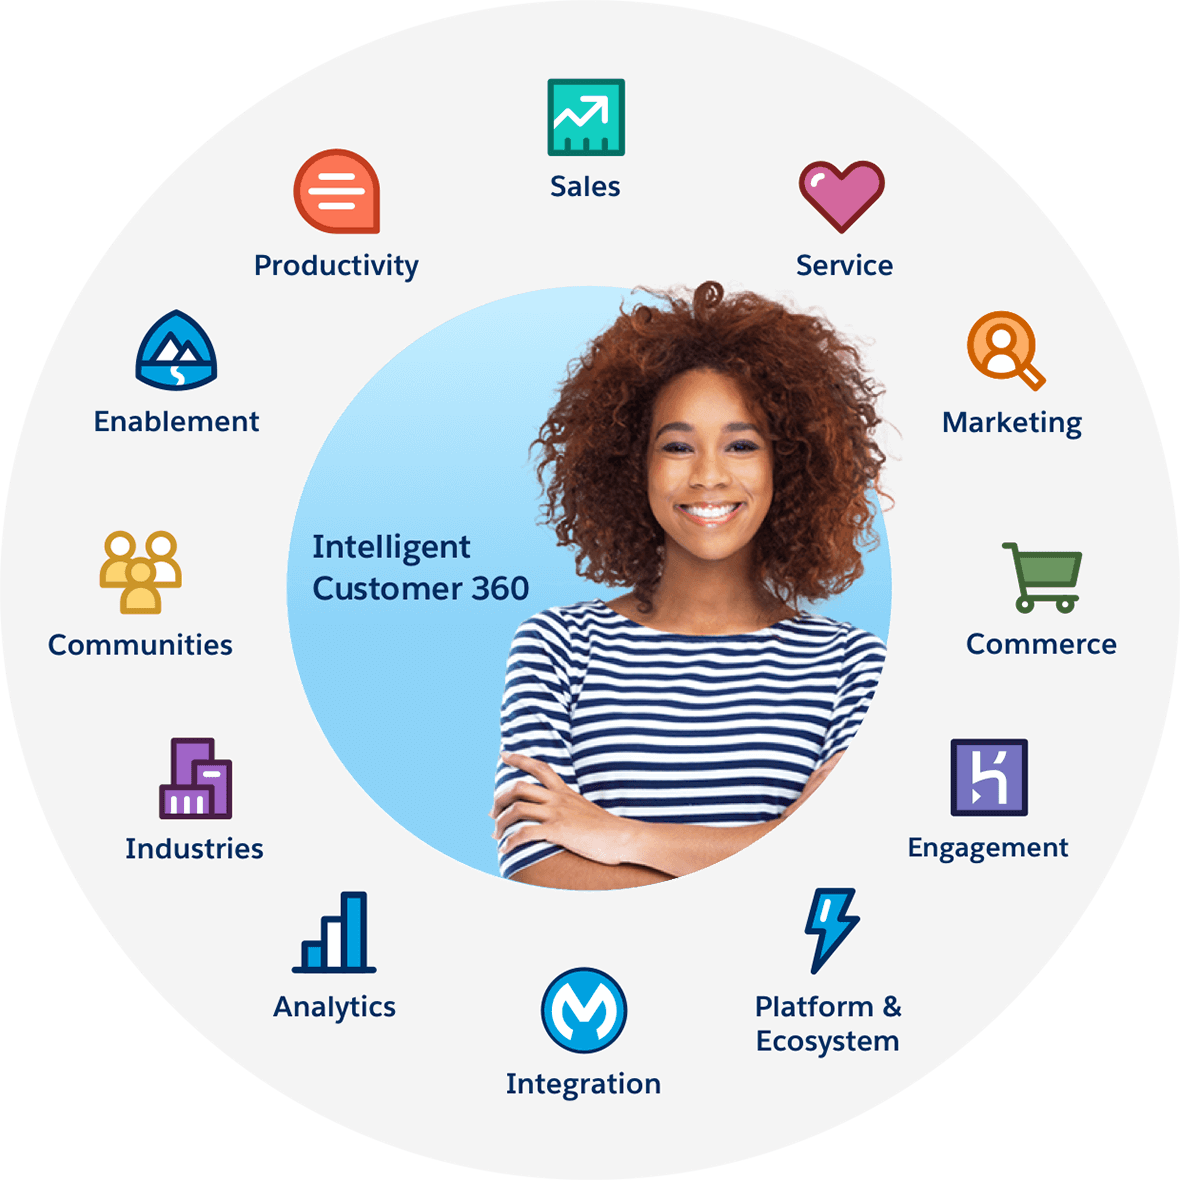 Sales
Service
Marketing
Commerce
Engagement
Platform &
Ecosystem
Integration
Analytics
Industries
Communities
Enablement
Productivity
Intelligent
Customer 360